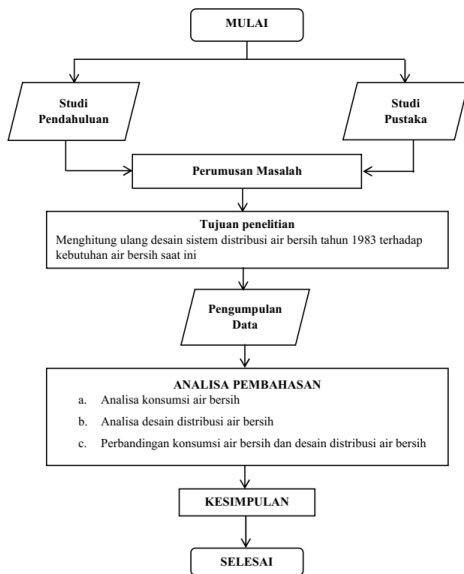 MULAI
Studi
Pendahuluan
Studi
Pustaka
Perumusan Masalah
Tujuan penelitian
Menghitung ulang desain sistem distribusi air bersih tahun 1983 terhadap
kebutuhan air bersih saat ini
Pengumpulan
Data
ANALISA PEMBAHASAN
a. Analisa konsumsi air bersih
b. Analisa desain distribusi air bersih
c. Perbandingan konsumsi air bersih dan desain distribusi air bersih
KESIMPULAN
SELESAI